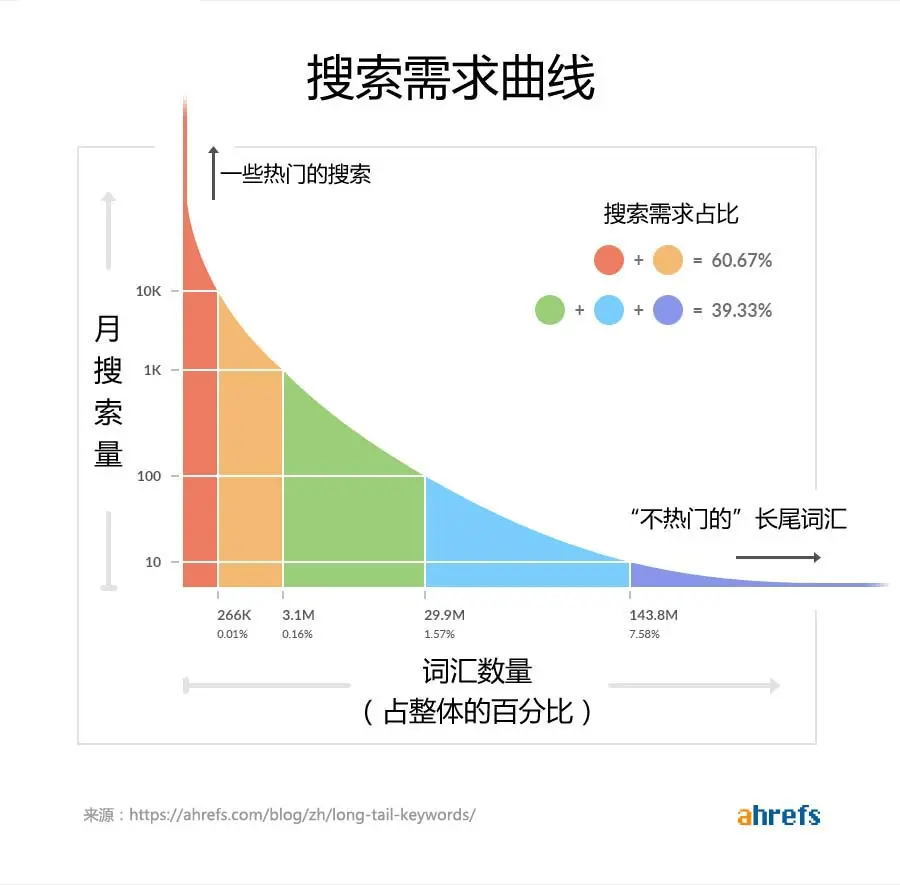 搜索需求曲线
一些热门的搜索
搜索需求占比
+ = 60.67%
+ + = 39.33%
月搜索量
10K
1K
100
10
“不热门的”长尾词汇
266K 3.1M 29.9M 143.8M
0.01% 0.16% 1.57% 7.58%
词汇数量
(占整体的百分比)
来源:https://ahrefs.com/blog/zh/long-tail-keywords/
ahrefs